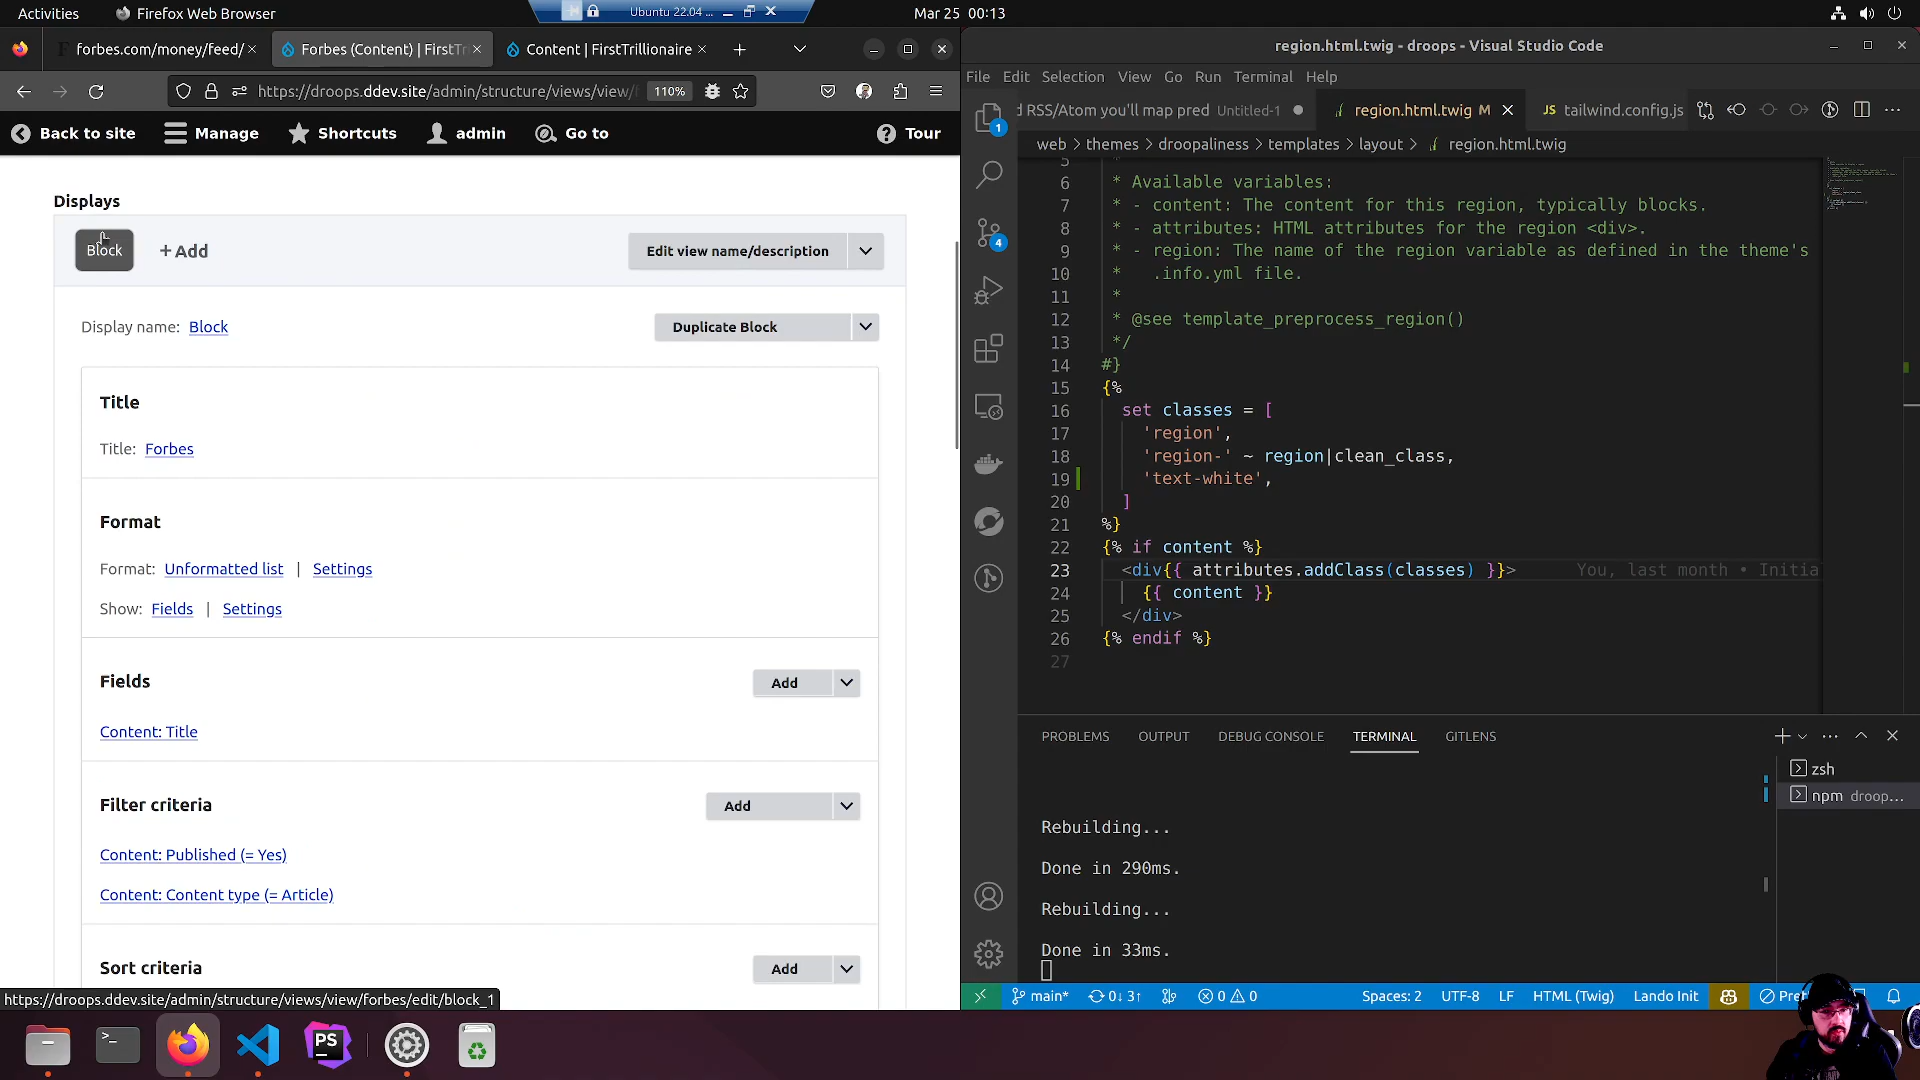 Activities
Firefox Web Browser
Ubuntu 22.04 ...
Mar 25 00:13
forbes.com/money/feed/
Forbes (Content) | FirstTr
Content | FirstTrillionaire
https://droops.ddev.site/admin/structure/views/view/
110%
Back to site
Manage
Shortcuts
admin
Go to
Tour
Displays
Block
+ Add
Edit view name/description
Display name: Block
Duplicate Block
Title
Title: Forbes
Format
Format: Unformatted list | Settings
Show: Fields | Settings
Fields
Add
Content: Title
Filter criteria
Add
Content: Published (= Yes)
Content: Content type (= Article)
Sort criteria
Add
https://droops.ddev.site/admin/structure/views/view/forbes/edit/block_1
region.html.twig - droops - Visual Studio Code
File Edit Selection View Go Run Terminal Help
1
4
d RSS/Atom you'll map pred Untitled-1
region.html.twig M
JS tailwind.config.js
web > themes > droopaliness > templates > layout > region.html.twig
5 *
6 * Available variables:
7 * - content: The content for this region, typically blocks.
8 * - attributes: HTML attributes for the region <div>.
9 * - region: The name of the region variable as defined in the theme's
10 * .info.yml file.
11 *
12 * @see template_preprocess_region()
13 */
14 #}
15 {%
16 set classes = [
17 'region',
18 'region-' ~ region|clean_class,
19 'text-white',
20 ]
21 %}
22 {% if content %}
23 <div{{ attributes.addClass(classes) }}> You, last month • Initia
24 {{ content }}
25 </div>
26 {% endif %}
27
PROBLEMS OUTPUT DEBUG CONSOLE TERMINAL GITLENS
zsh
npm droop...
Rebuilding...
Done in 290ms.
Rebuilding...
Done in 33ms.
main* 0↓ 3↑ 0 0 Spaces: 2 UTF-8 LF HTML (Twig) Lando Init
PS